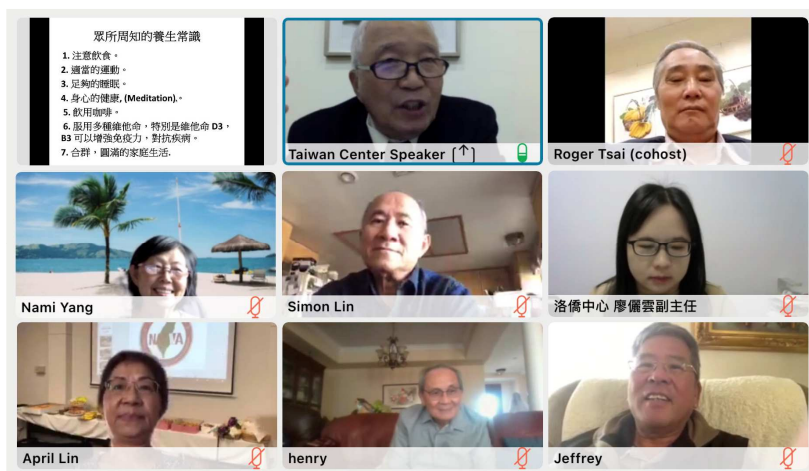 眾所周知的養生常識
1. 注意飲食。
2. 適當的運動。
3. 足夠的睡眠。
4. 身心的健康, (Meditation)。
5. 飲用咖啡。
6. 服用多種維他命，特別是維他命 D3，
B3 可以增強免疫力，對抗疾病。
7. 合群，圓滿的家庭生活.
Taiwan Center Speaker
Roger Tsai (cohost)
Nami Yang
Simon Lin
洛僑中心 廖儷雲副主任
April Lin
henry
Jeffrey